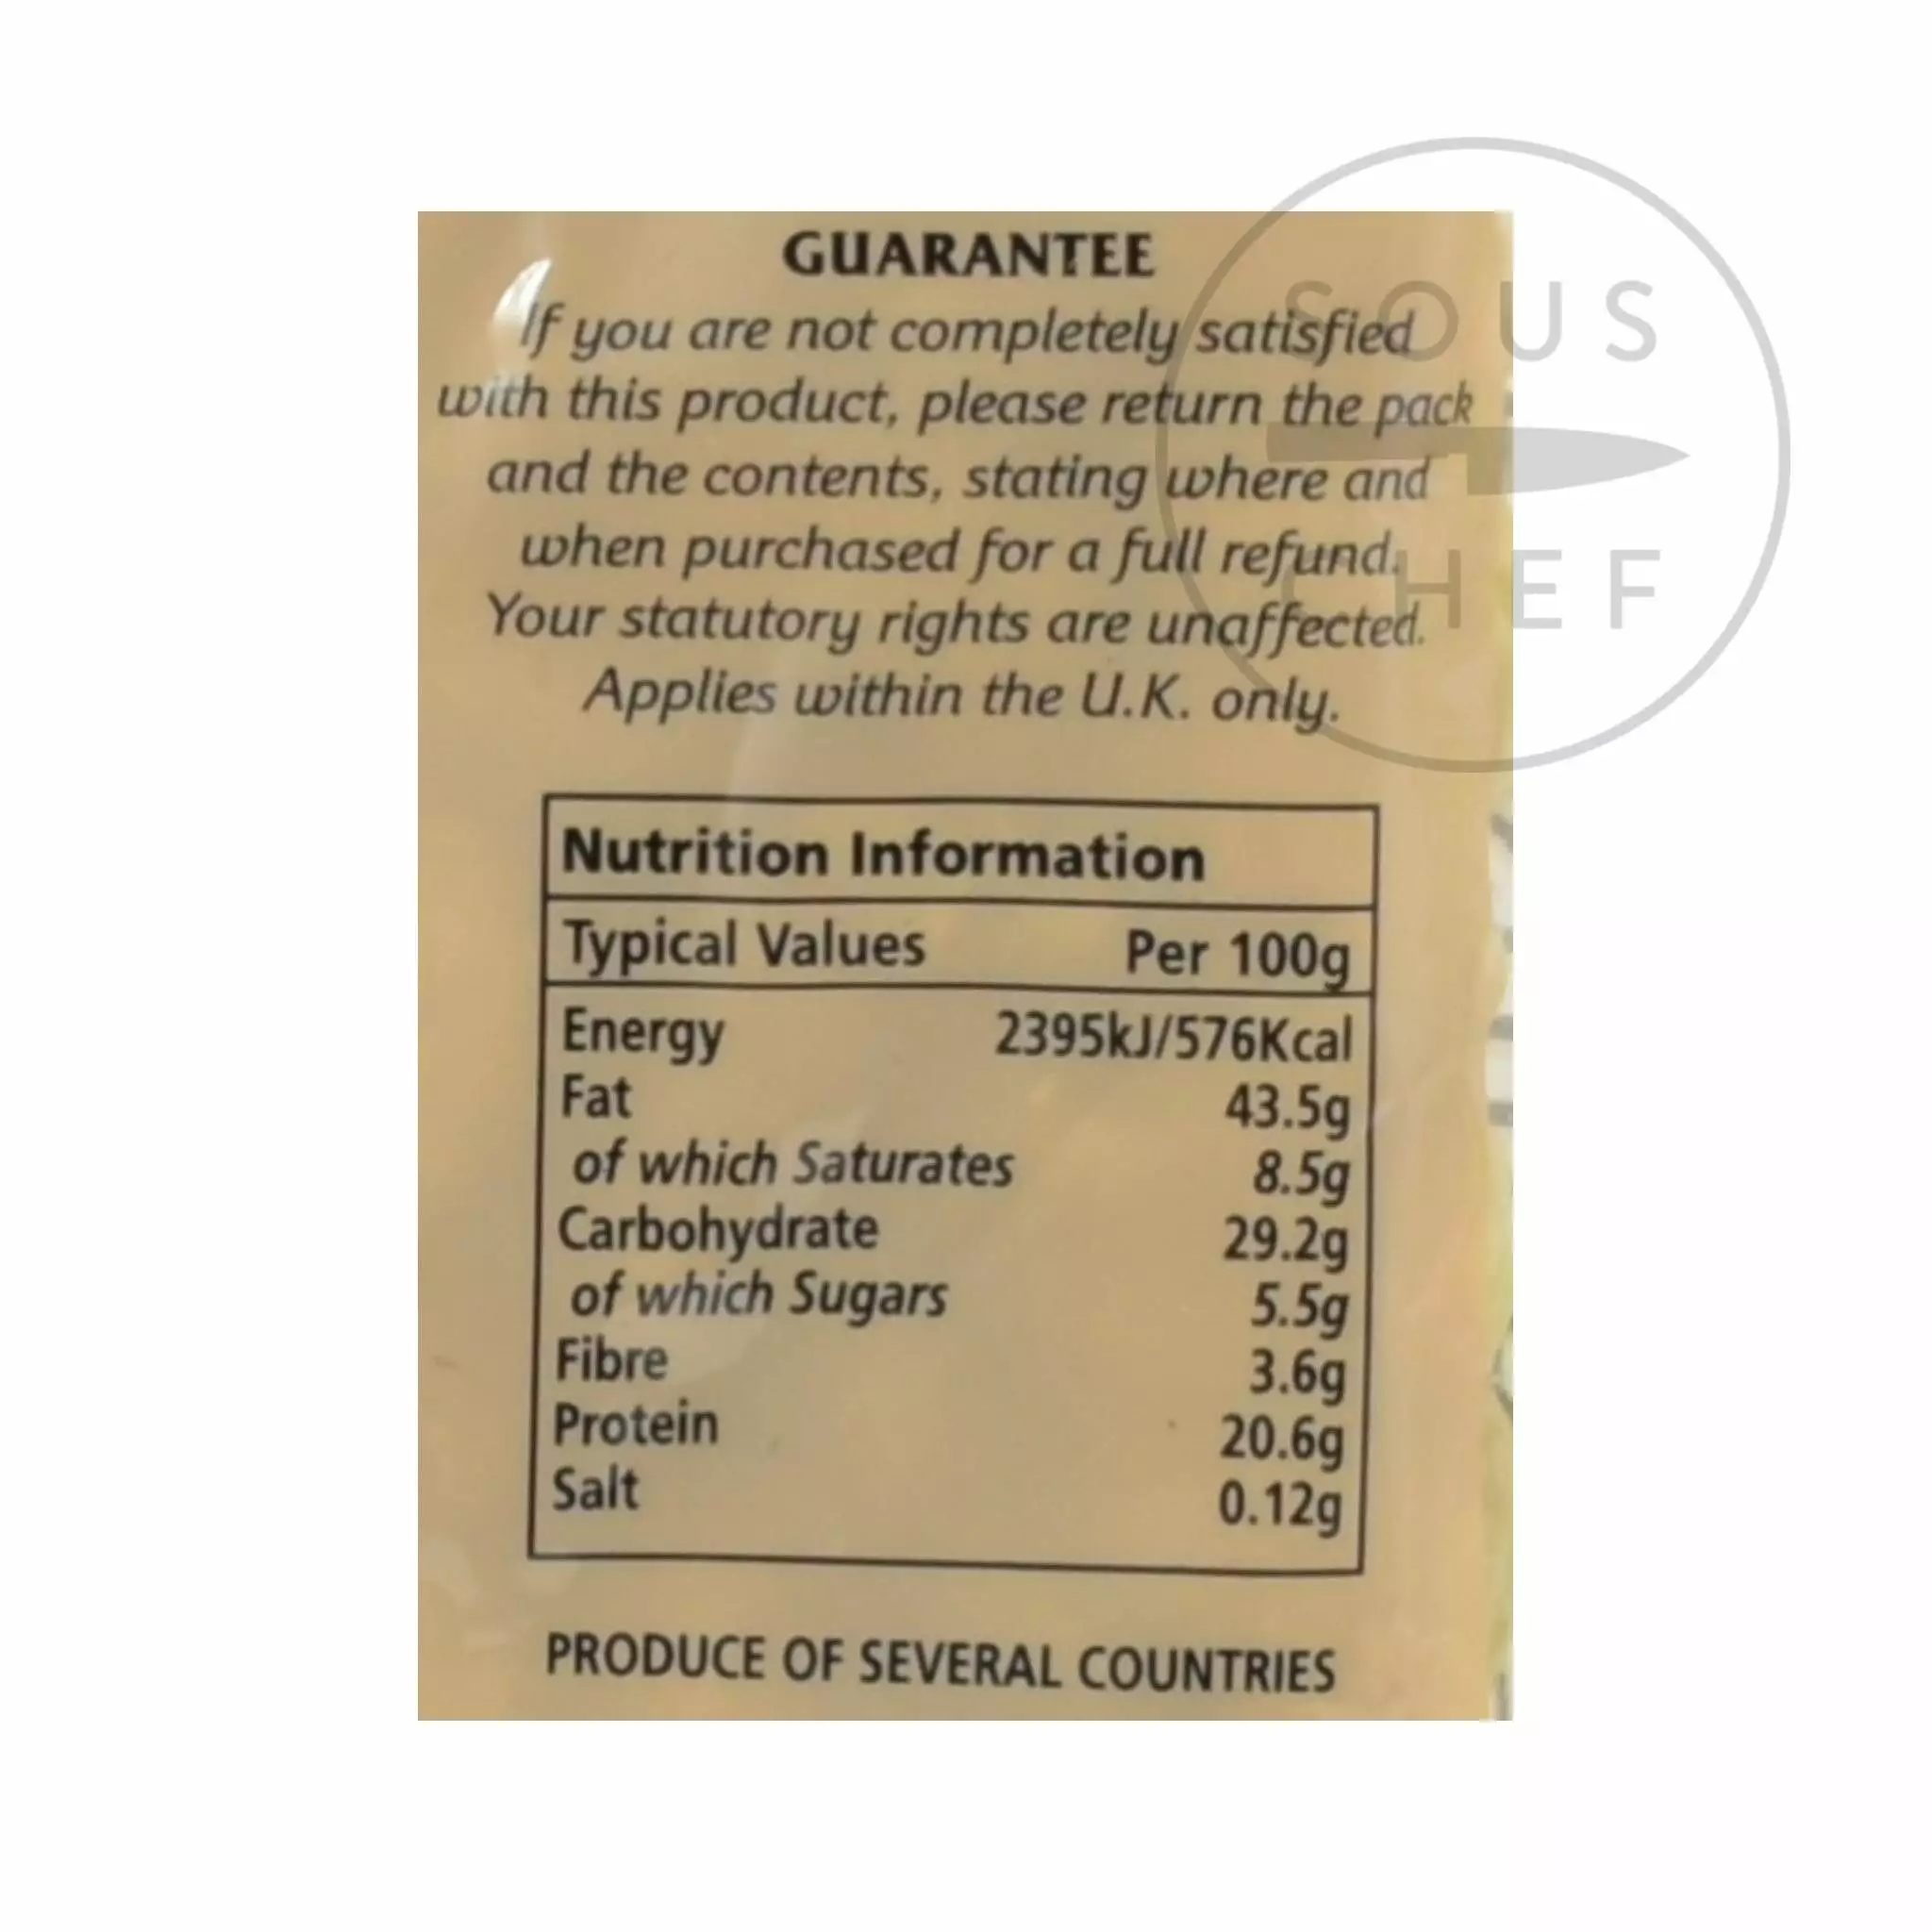 GUARANTEE
If you are not completely satisfied
with this product, please return the pack
and the contents, stating where and
when purchased for a full refund.
Your statutory rights are unaffected.
Applies within the U.K. only.
SOUS
CHEF
Nutrition Information
Typical Values Per 100g
Energy 2395kJ/576Kcal
Fat 43.5g
of which Saturates 8.5g
Carbohydrate 29.2g
of which Sugars 5.5g
Fibre 3.6g
Protein 20.6g
Salt 0.12g
PRODUCE OF SEVERAL COUNTRIES